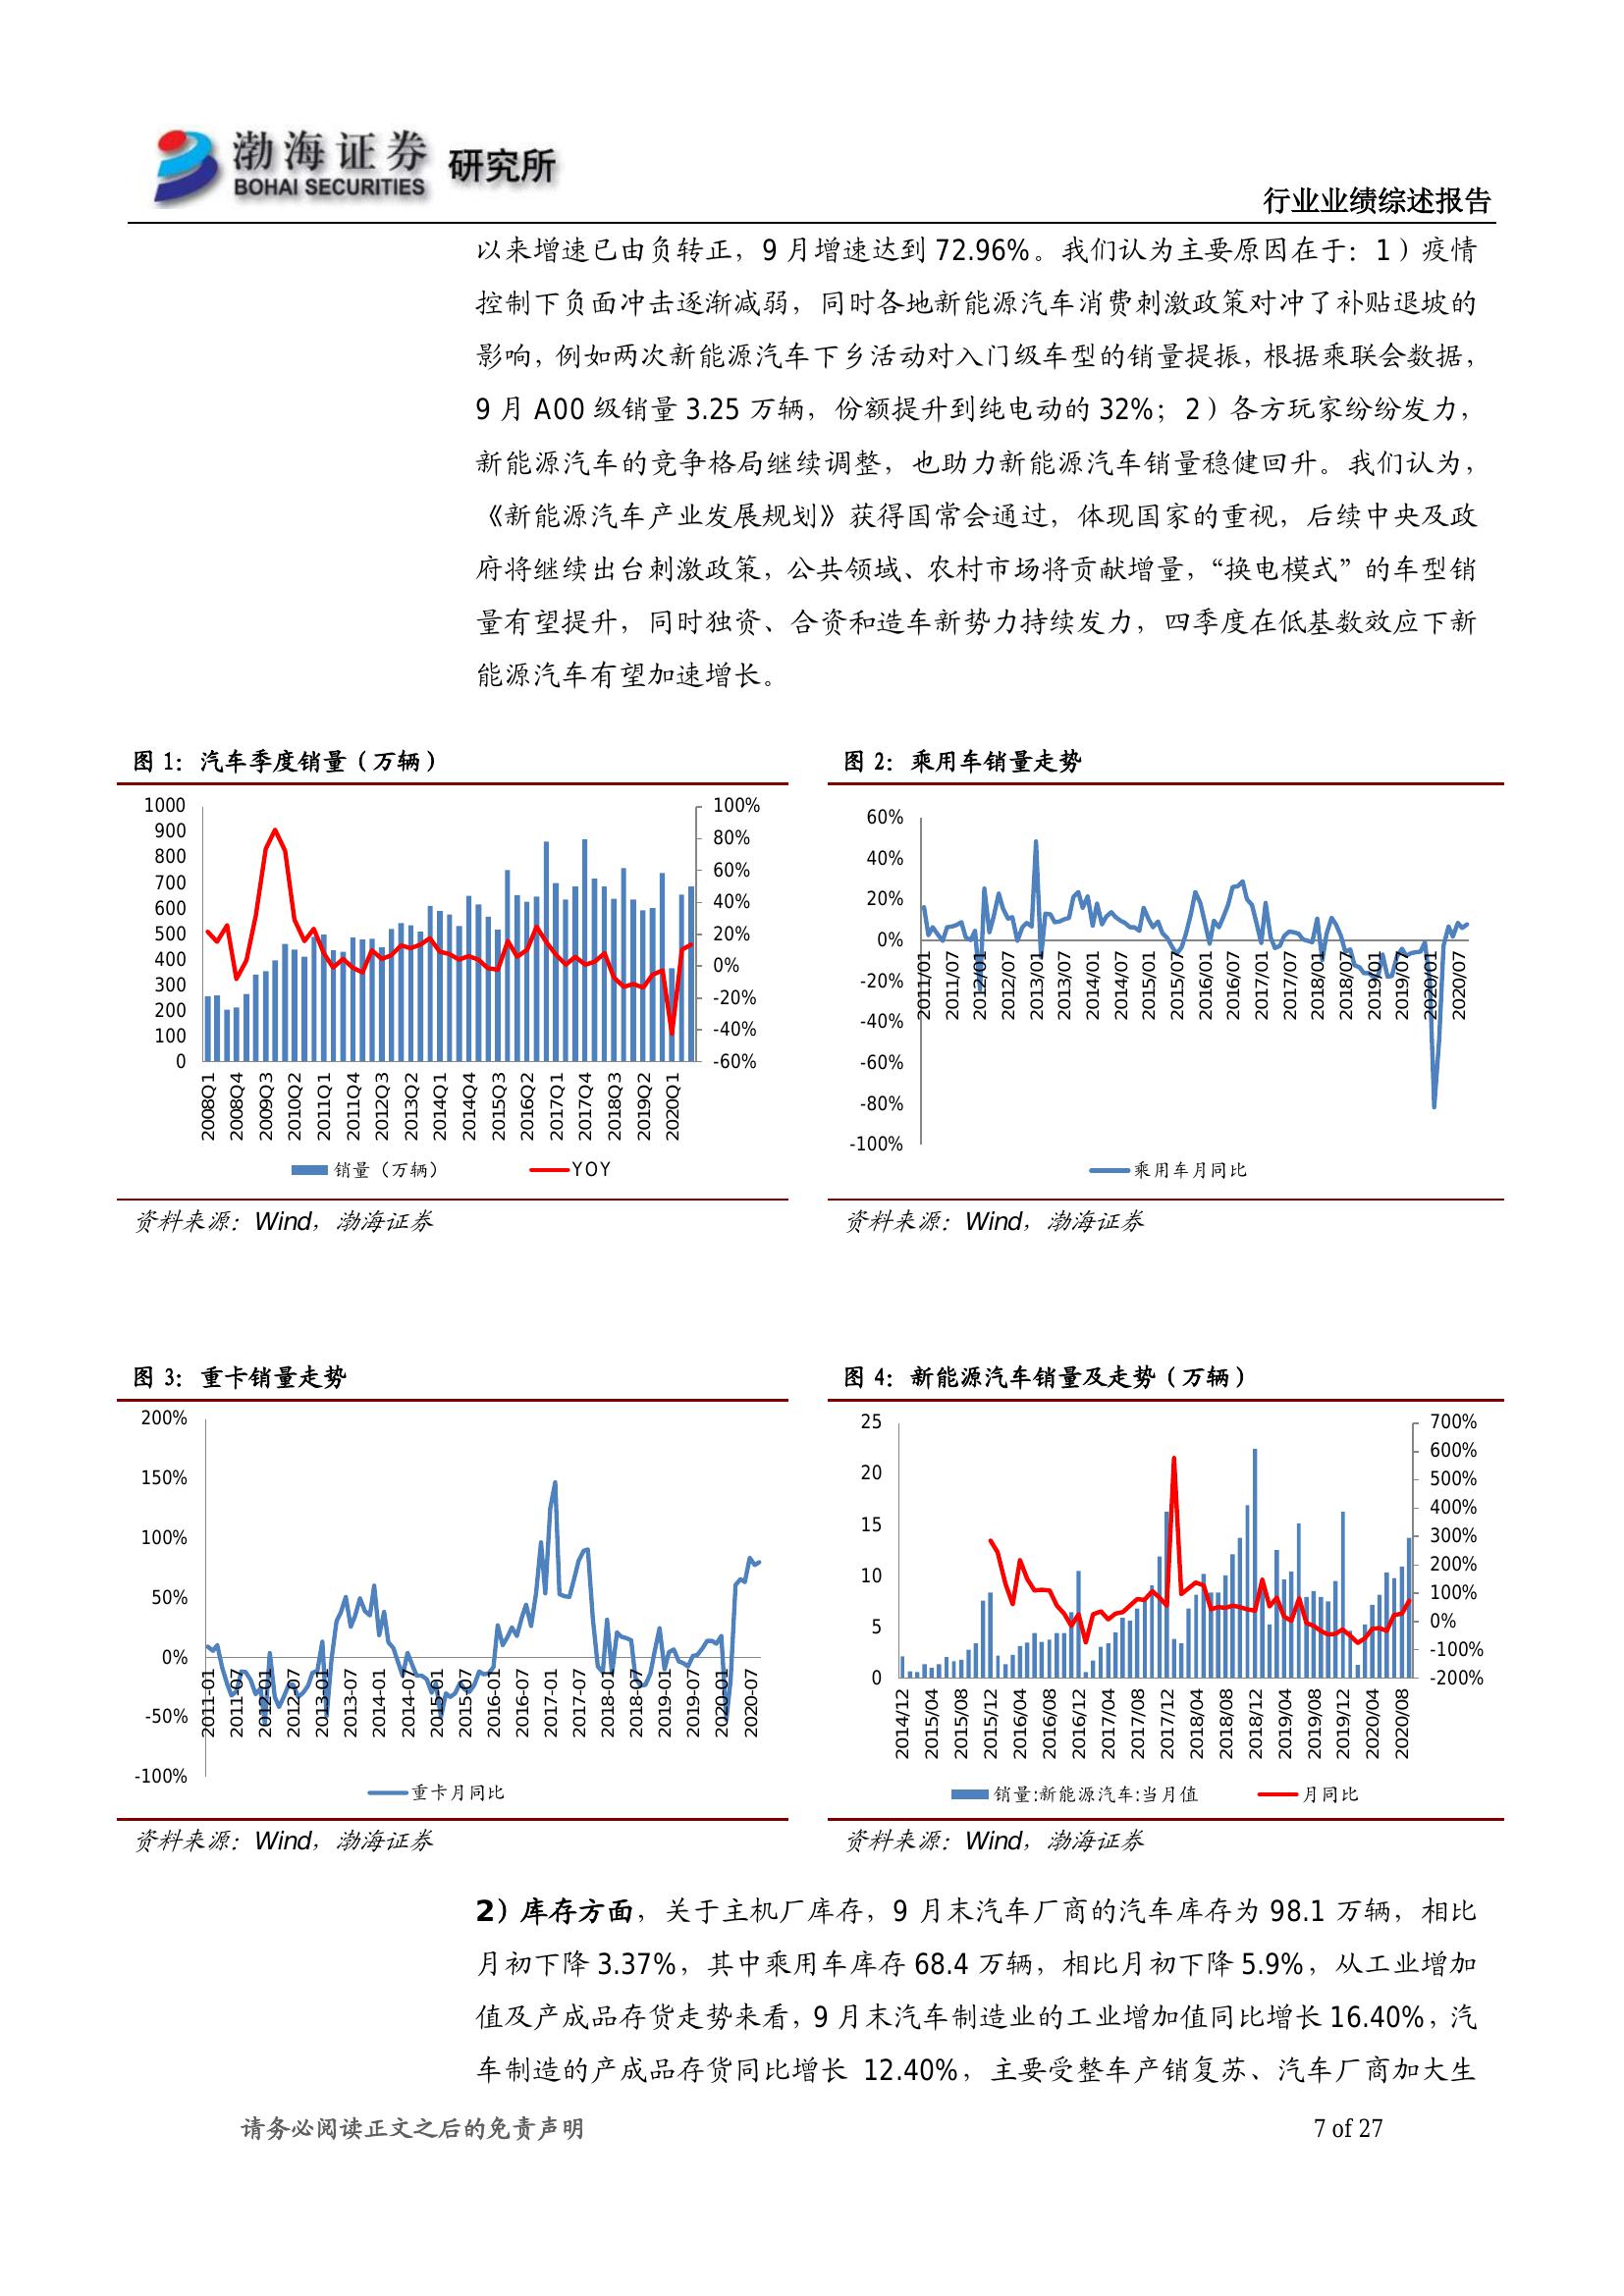 渤海证券 研究所
BOHAI SECURITIES
行业业绩综述报告
以来增速已由负转正，9 月增速达到 72.96%。我们认为主要原因在于：1）疫情
控制下负面冲击逐渐减弱，同时各地新能源汽车消费刺激政策对冲了补贴退坡的
影响，例如两次新能源汽车下乡活动对入门级车型的销量提振，根据乘联会数据，
9 月 A00 级销量 3.25 万辆，份额提升到纯电动的 32%；2）各方玩家纷纷发力，
新能源汽车的竞争格局继续调整，也助力新能源汽车销量稳健回升。我们认为，
《新能源汽车产业发展规划》获得国常会通过，体现国家的重视，后续中央及政
府将继续出台刺激政策，公共领域、农村市场将贡献增量，“换电模式”的车型销
量有望提升，同时独资、合资和造车新势力持续发力，四季度在低基数效应下新
能源汽车有望加速增长。
图 1：汽车季度销量（万辆）
1000
900
800
700
600
500
400
300
200
100
0
100%
80%
60%
40%
20%
0%
-20%
-40%
-60%
2008Q1 2008Q4 2009Q3 2010Q2 2011Q1 2011Q4 2012Q3 2013Q2 2014Q1 2014Q4 2015Q3 2016Q2 2017Q1 2017Q4 2018Q3 2019Q2 2020Q1
销量（万辆） YOY
资料来源：Wind，渤海证券
图 2：乘用车销量走势
60%
40%
20%
0%
-20%
-40%
-60%
-80%
-100%
2011/01 2011/07 2012/01 2012/07 2013/01 2013/07 2014/01 2014/07 2015/01 2015/07 2016/01 2016/07 2017/01 2017/07 2018/01 2018/07 2019/01 2019/07 2020/01 2020/07
乘用车月同比
资料来源：Wind，渤海证券
图 3：重卡销量走势
200%
150%
100%
50%
0%
-50%
-100%
2011-01 2011-07 2012-01 2012-07 2013-01 2013-07 2014-01 2014-07 2015-01 2015-07 2016-01 2016-07 2017-01 2017-07 2018-01 2018-07 2019-01 2019-07 2020-01 2020-07
重卡月同比
资料来源：Wind，渤海证券
图 4：新能源汽车销量及走势（万辆）
25
20
15
10
5
0
700%
600%
500%
400%
300%
200%
100%
0%
-100%
-200%
2014/12 2015/04 2015/08 2015/12 2016/04 2016/08 2016/12 2017/04 2017/08 2017/12 2018/04 2018/08 2018/12 2019/04 2019/08 2019/12 2020/04 2020/08
销量:新能源汽车:当月值 月同比
资料来源：Wind，渤海证券
2）库存方面，关于主机厂库存，9 月末汽车厂商的汽车库存为 98.1 万辆，相比
月初下降 3.37%，其中乘用车库存 68.4 万辆，相比月初下降 5.9%，从工业增加
值及产成品存货走势来看，9 月末汽车制造业的工业增加值同比增长 16.40%，汽
车制造的产成品存货同比增长 12.40%，主要受整车产销复苏、汽车厂商加大生
请务必阅读正文之后的免责声明
7 of 27